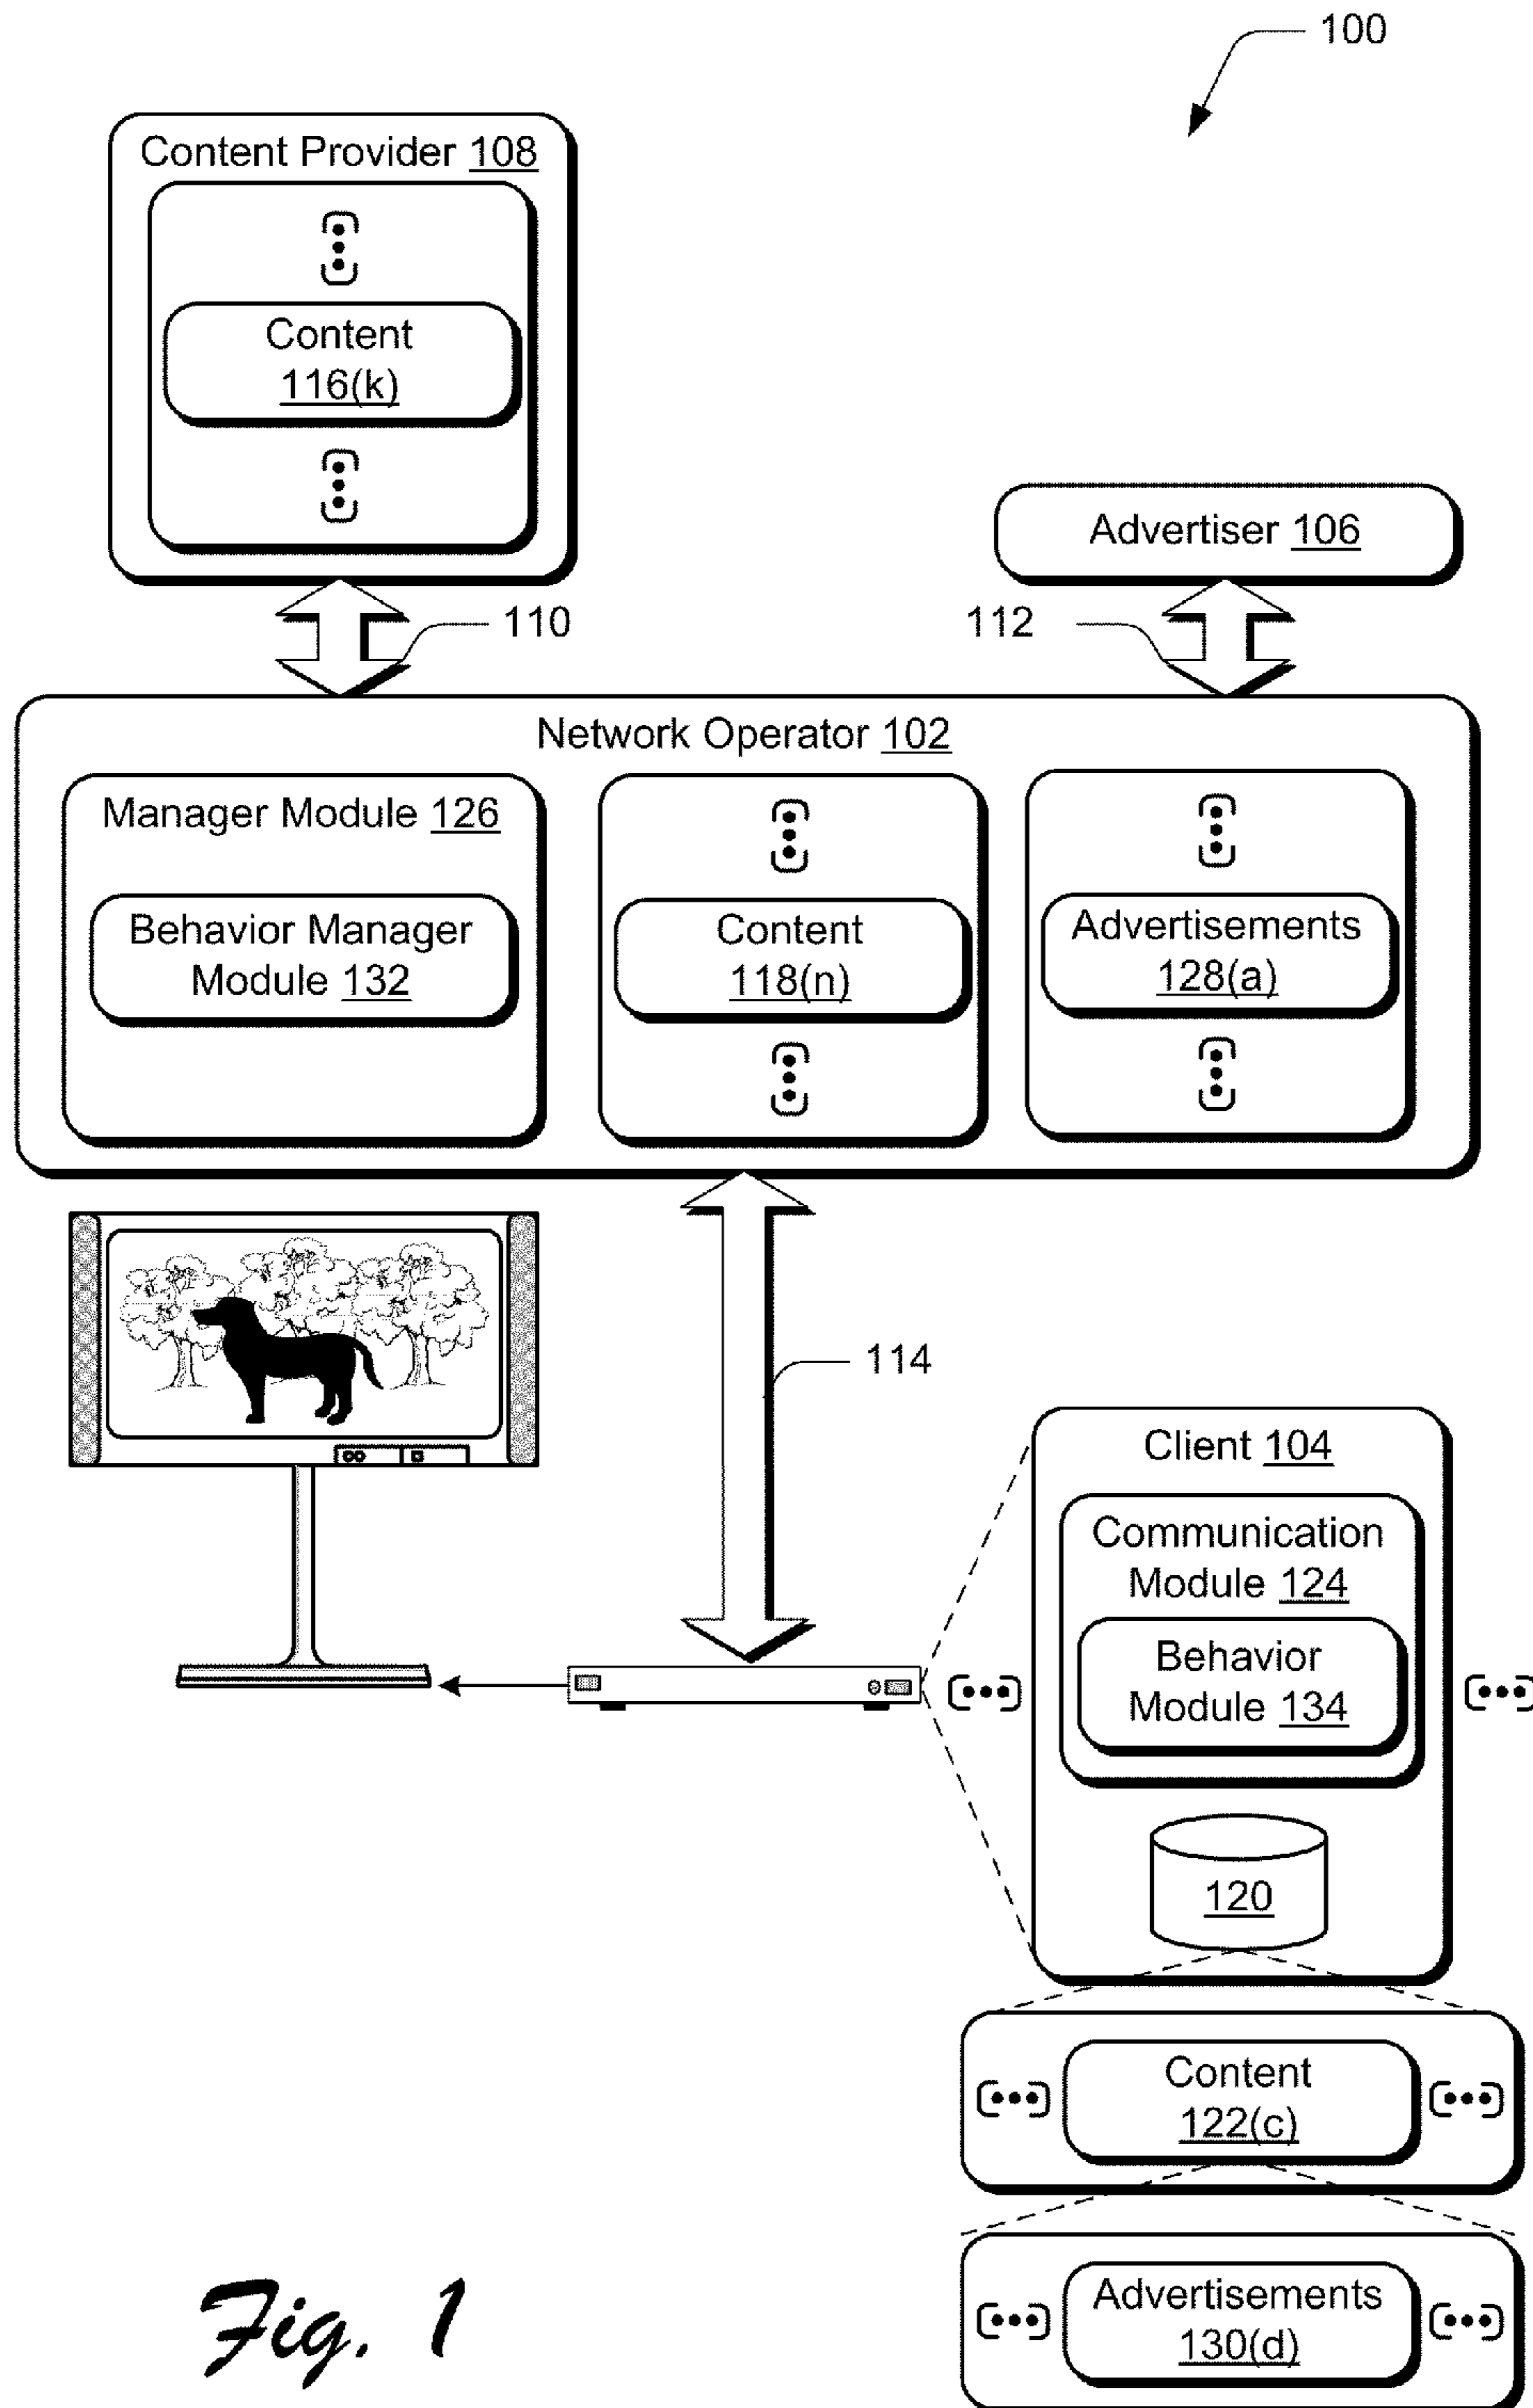 100
Content Provider 108
Content
116(k)
Advertiser 106
110
112
Network Operator 102
Manager Module 126
Behavior Manager
Module 132
Content
118(n)
Advertisements
128(a)
114
Client 104
Communication
Module 124
Behavior
Module 134
120
Content
122(c)
Advertisements
130(d)
Fig. 1